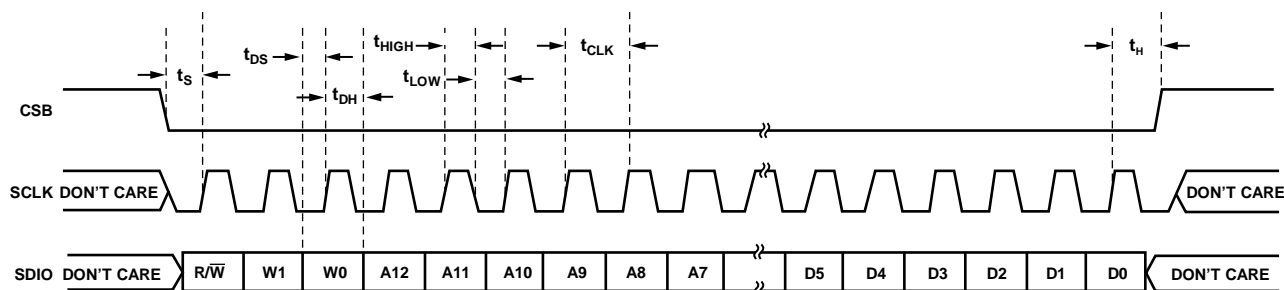 tS
tDS
tDH
tHIGH
tLOW
tCLK
tH
CSB
SCLK DON'T CARE DON'T CARE
SDIO DON'T CARE R/W̅ W1 W0 A12 A11 A10 A9 A8 A7 D5 D4 D3 D2 D1 D0 DON'T CARE